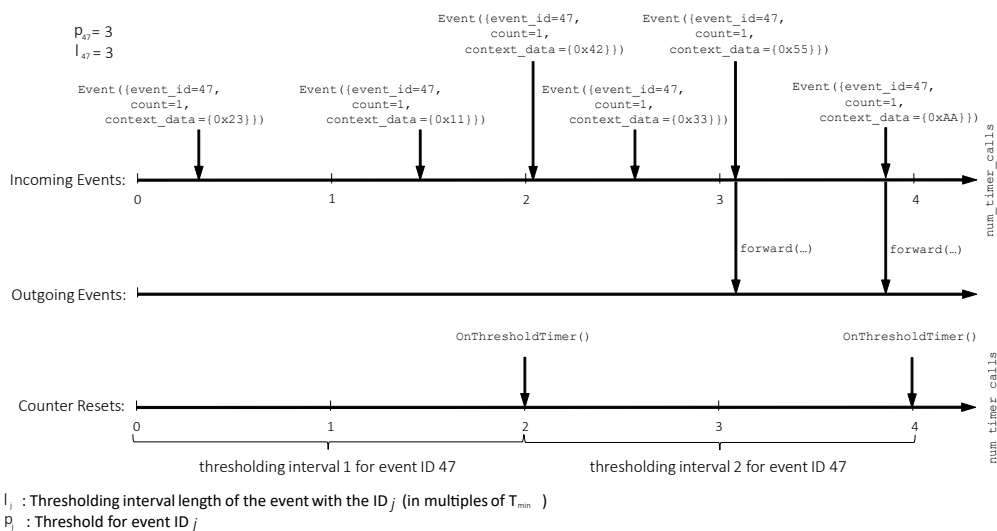 p47 = 3
l47 = 3
Event({event_id=47,
count=1,
context_data={0x42}})
Event({event_id=47,
count=1,
context_data={0x55}})
Event({event_id=47,
count=1,
context_data={0x23}})
Event({event_id=47,
count=1,
context_data={0x11}})
Event({event_id=47,
count=1,
context_data={0x33}})
Event({event_id=47,
count=1,
context_data={0xAA}})
Incoming Events:
0 1 2 3 4
num_timer_calls
forward(…) forward(…)
Outgoing Events:
OnThresholdTimer() OnThresholdTimer()
Counter Resets:
0 1 2 3 4
num timer calls
thresholding interval 1 for event ID 47 thresholding interval 2 for event ID 47
lj : Thresholding interval length of the event with the ID j (in multiples of Tmin )
pj : Threshold for event ID j